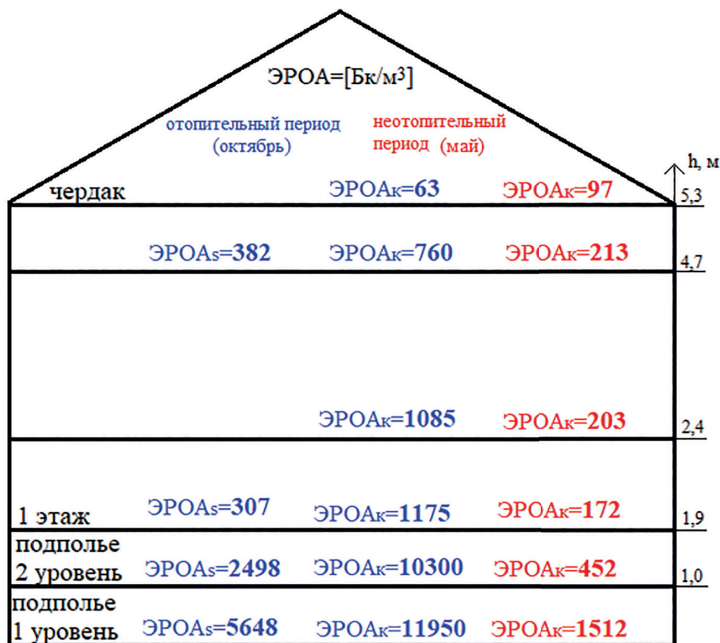 ЭРОА=[Бк/м³]
отопительный период
(октябрь)
неотопительный
период (май)
h, м
чердак ЭРОАк=63 ЭРОАк=97 5,3
ЭРОАs=382 ЭРОАк=760 ЭРОАк=213 4,7
ЭРОАк=1085 ЭРОАк=203 2,4
1 этаж ЭРОАs=307 ЭРОАк=1175 ЭРОАк=172 1,9
подполье
2 уровень ЭРОАs=2498 ЭРОАк=10300 ЭРОАк=452 1,0
подполье
1 уровень ЭРОАs=5648 ЭРОАк=11950 ЭРОАк=1512